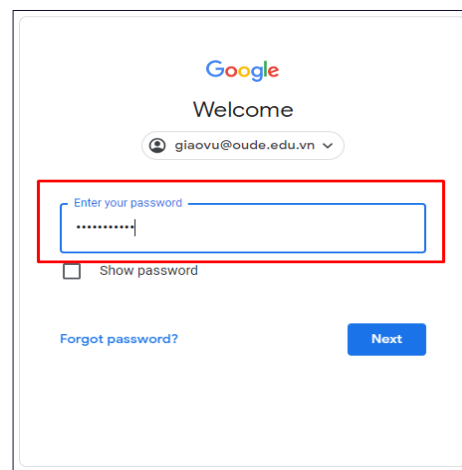 Google
Welcome
giaovu@oude.edu.vn
Enter your password
•••••••••••
Show password
Forgot password?
Next